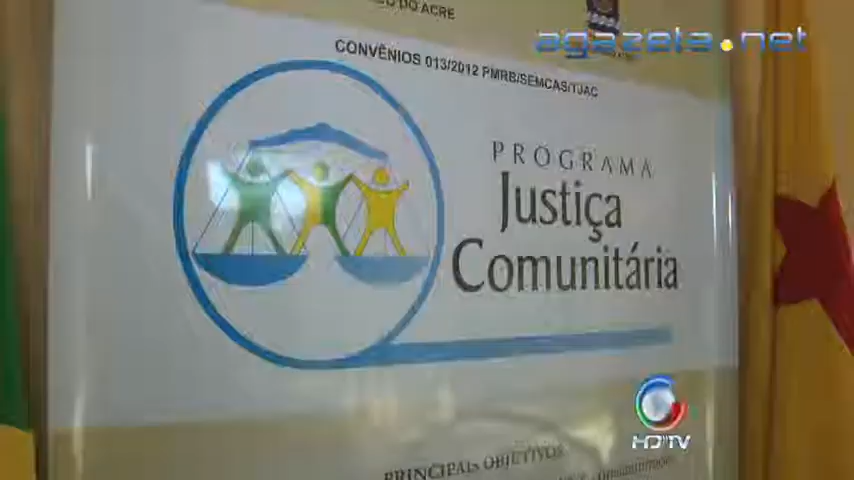 DO ACRE
agazeta.net
CONVÊNIOS 013/2012 PMRB/SEMCAS/TJAC
PROGRAMA
Justiça
Comunitária
HDTV
PRINCIPAIS OBJETIVOS